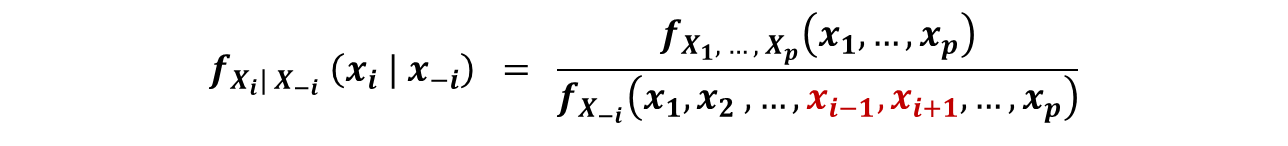 f_{X_i | X_{-i}} (x_i | x_{-i}) = \frac{f_{X_1, …, X_p}(x_1, …, x_p)}{f_{X_{-i}}(x_1, x_2, …, x_{i-1}, x_{i+1}, …, x_p)}